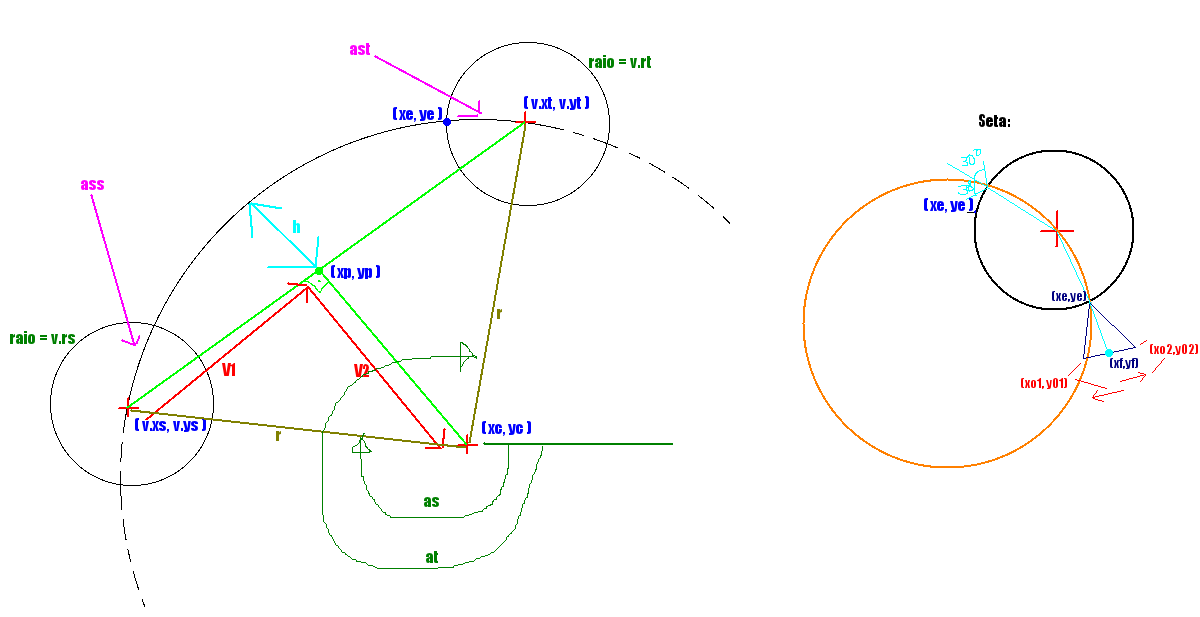 ast
raio = v.rt
( v.xt, v.yt )
(xe, ye )
Seta:
30º
30
(xe, ye )
ass
h
(xp, yp )
raio = v.rs
V1
V2
r
(xe,ye)
(xf,yf)
(xo2,y02)
(xo1, y01)
( v.xs, v.ys )
r
(xc, yc )
as
at